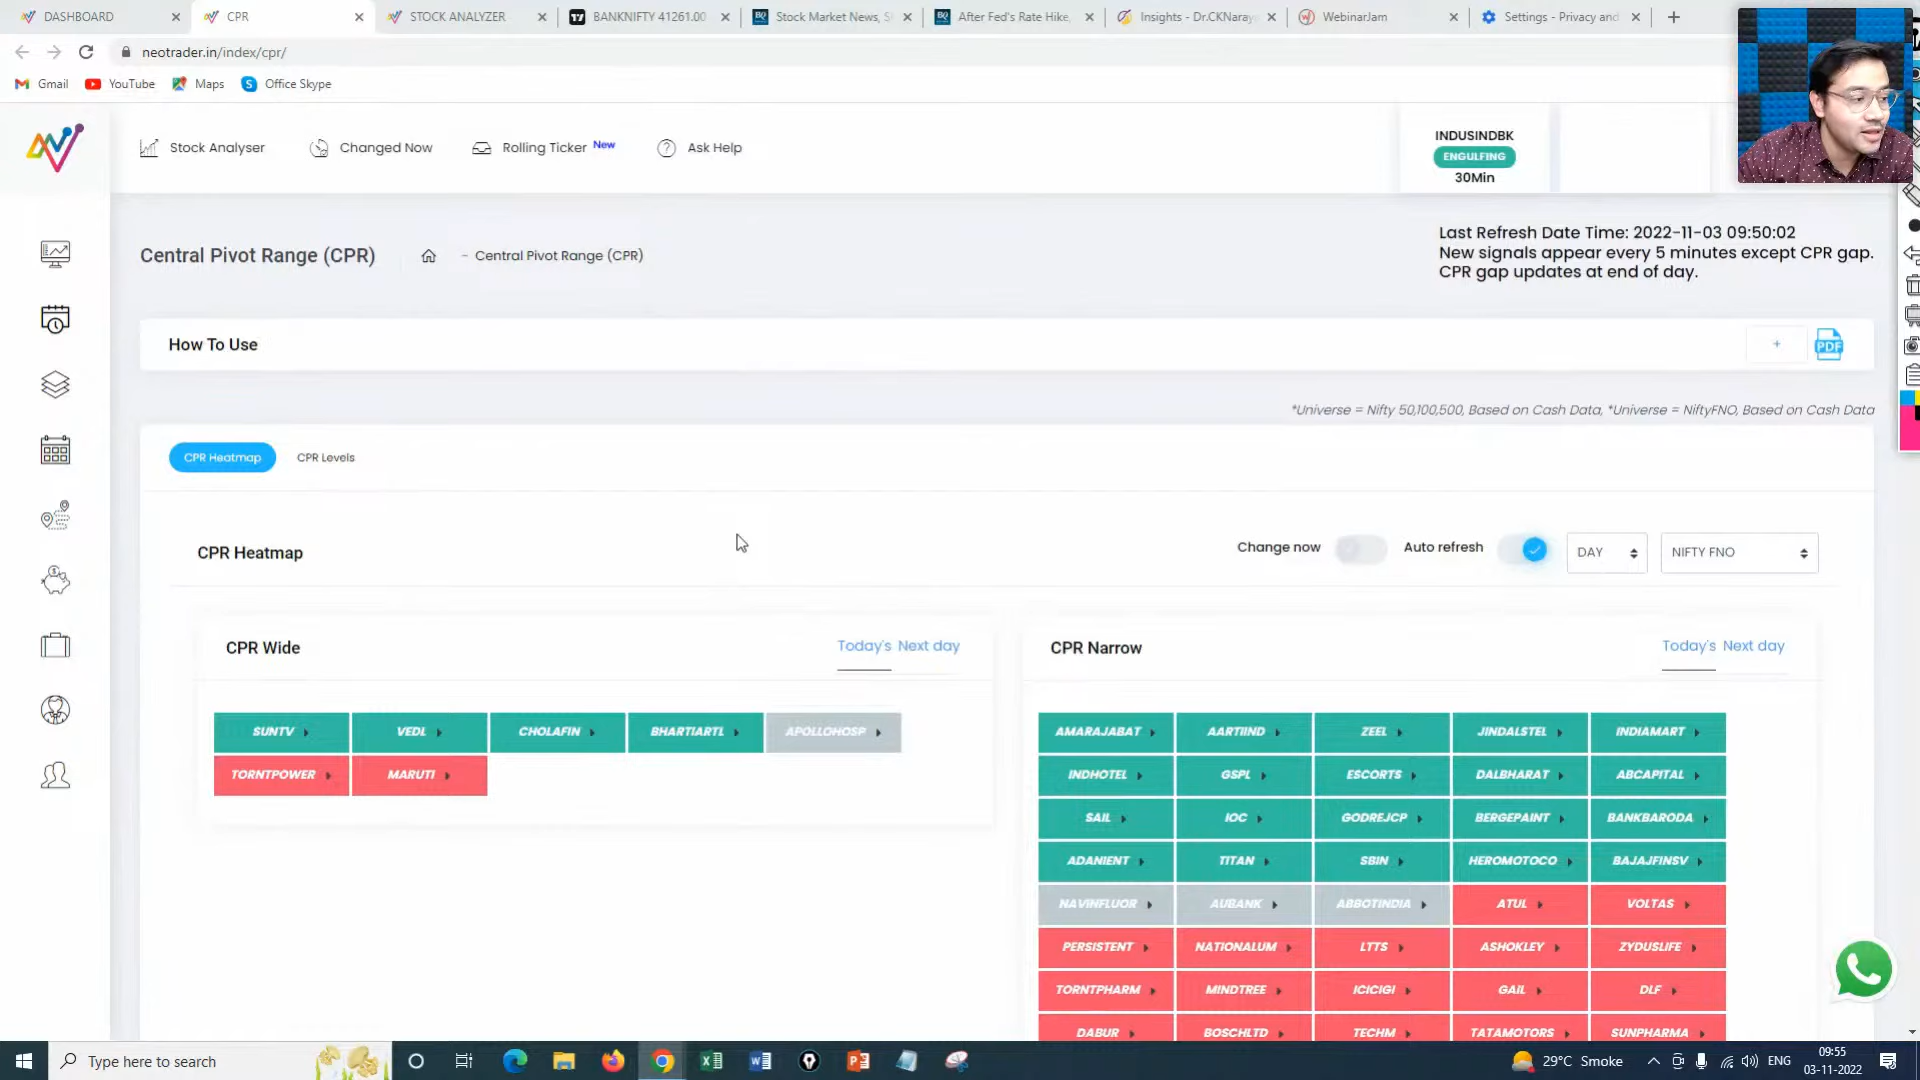 DASHBOARD
CPR
STOCK ANALYZER
BANKNIFTY 41261.00
Stock Market News, S
After Fed's Rate Hike,
Insights - Dr.CKNaray
WebinarJam
Settings - Privacy and
neotrader.in/index/cpr/
Gmail
YouTube
Maps
Office Skype
Stock Analyser
Changed Now
Rolling Ticker New
Ask Help
INDUSINDBK
ENGULFING
30Min
Central Pivot Range (CPR)
- Central Pivot Range (CPR)
Last Refresh Date Time: 2022-11-03 09:50:02
New signals appear every 5 minutes except CPR gap.
CPR gap updates at end of day.
How To Use
+
PDF
*Universe = Nifty 50,100,500, Based on Cash Data, *Universe = NiftyFNO, Based on Cash Data
CPR Heatmap
CPR Levels
CPR Heatmap
Change now
Auto refresh
DAY
NIFTY FNO
CPR Wide
Today's Next day
SUNTV VEDL CHOLAFIN BHARTIARTL APOLLOHOSP
TORNTPOWER MARUTI
CPR Narrow
Today's Next day
AMARAJABAT AARTIIND ZEEL JINDALSTEL INDIAMART
INDHOTEL GSPL ESCORTS DALBHARAT ABCAPITAL
SAIL IOC GODREJCP BERGEPAINT BANKBARODA
ADANIENT TITAN SBIN HEROMOTOCO BAJAJFINSV
NAVINFLUOR AUBANK ABBOTINDIA ATUL VOLTAS
PERSISTENT NATIONALUM LTTS ASHOKLEY ZYDUSLIFE
TORNTPHARM MINDTREE ICICIGI GAIL DLF
DABUR BOSCHLTD TECHM TATAMOTORS SUNPHARMA
Type here to search
29°C Smoke
ENG
09:55
03-11-2022